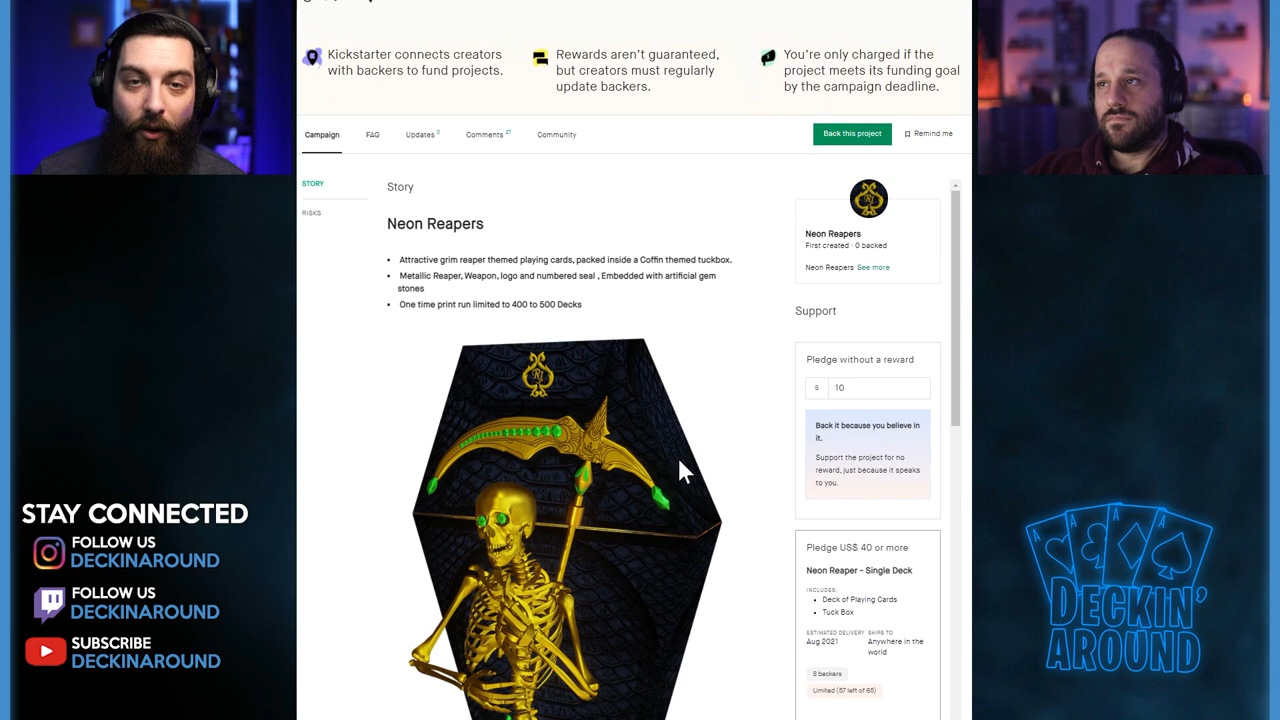 Kickstarter connects creators
with backers to fund projects.
Rewards aren't guaranteed,
but creators must regularly
update backers.
You're only charged if the
project meets its funding goal
by the campaign deadline.
Campaign
FAQ
Updates 0
Comments 27
Community
Back this project
Remind me
STORY
RISKS
Story
Neon Reapers
• Attractive grim reaper themed playing cards, packed inside a Coffin themed tuckbox.
• Metallic Reaper, Weapon, logo and numbered seal , Embedded with artificial gem
stones
• One time print run limited to 400 to 500 Decks
Neon Reapers
First created · 0 backed
Neon Reapers See more
Support
Pledge without a reward
$ 10
Back it because you believe in
it.
Support the project for no
reward, just because it speaks
to you.
Pledge US$ 40 or more
Neon Reaper - Single Deck
INCLUDES:
• Deck of Playing Cards
• Tuck Box
ESTIMATED DELIVERY
Aug 2021
SHIPS TO
Anywhere in the
world
8 backers
Limited (57 left of 65)
STAY CONNECTED
FOLLOW US
DECKINAROUND
FOLLOW US
DECKINAROUND
SUBSCRIBE
DECKINAROUND
A A A A
DECKIN'
AROUND